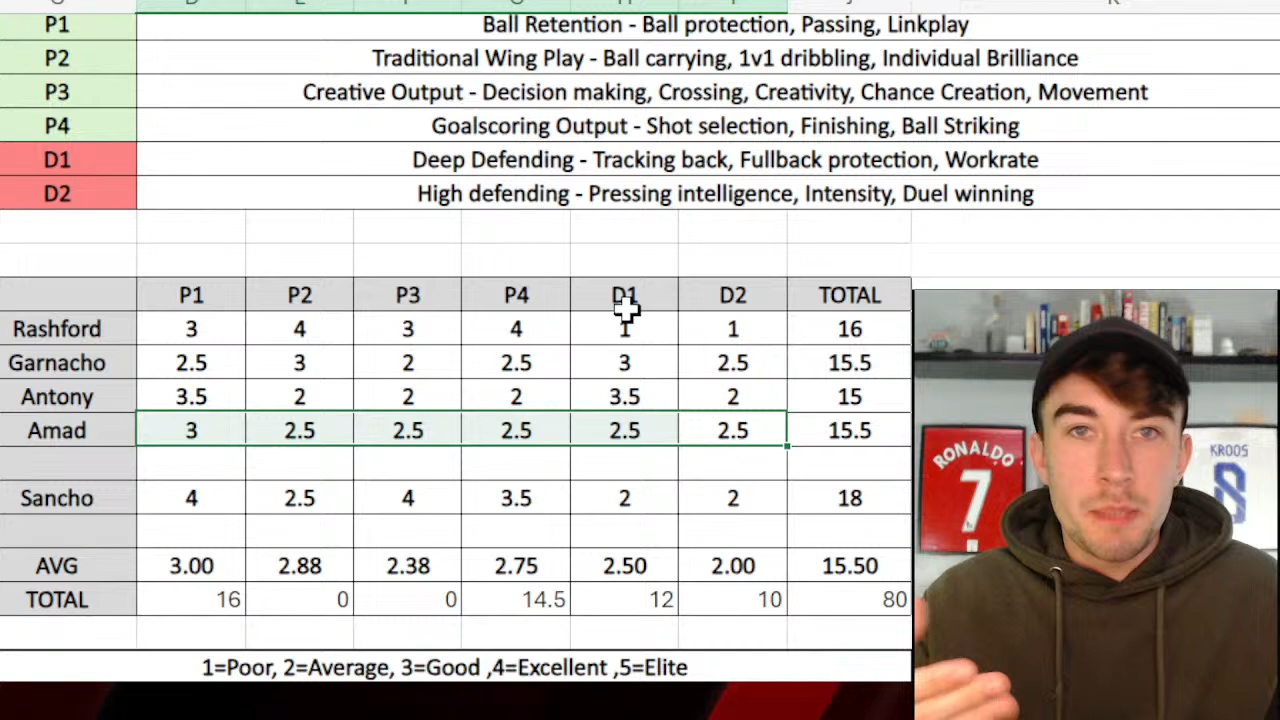 P1 Ball Retention - Ball protection, Passing, Linkplay
P2 Traditional Wing Play - Ball carrying, 1v1 dribbling, Individual Brilliance
P3 Creative Output - Decision making, Crossing, Creativity, Chance Creation, Movement
P4 Goalscoring Output - Shot selection, Finishing, Ball Striking
D1 Deep Defending - Tracking back, Fullback protection, Workrate
D2 High defending - Pressing intelligence, Intensity, Duel winning
P1 P2 P3 P4 D1 D2 TOTAL
Rashford 3 4 3 4 1 1 16
Garnacho 2.5 3 2 2.5 3 2.5 15.5
Antony 3.5 2 2 2 3.5 2 15
Amad 3 2.5 2.5 2.5 2.5 2.5 15.5
Sancho 4 2.5 4 3.5 2 2 18
AVG 3.00 2.88 2.38 2.75 2.50 2.00 15.50
TOTAL 16 0 0 14.5 12 10 80
1=Poor, 2=Average, 3=Good ,4=Excellent ,5=Elite
RONALDO
7
KROOS
8